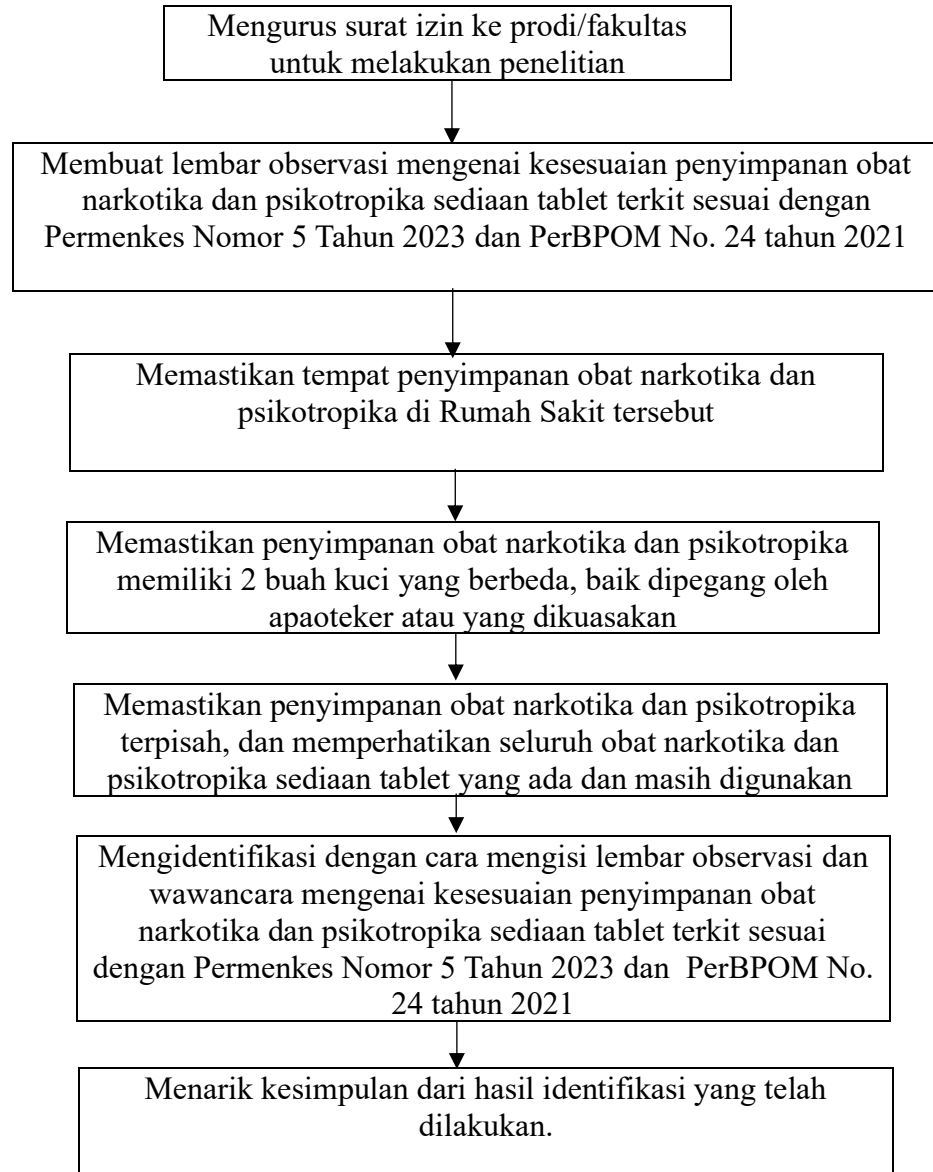 Mengurus surat izin ke prodi/fakultas
untuk melakukan penelitian
Membuat lembar observasi mengenai kesesuaian penyimpanan obat
narkotika dan psikotropika sediaan tablet terkit sesuai dengan
Permenkes Nomor 5 Tahun 2023 dan PerBPOM No. 24 tahun 2021
Memastikan tempat penyimpanan obat narkotika dan
psikotropika di Rumah Sakit tersebut
Memastikan penyimpanan obat narkotika dan psikotropika
memiliki 2 buah kuci yang berbeda, baik dipegang oleh
apaoteker atau yang dikuasakan
Memastikan penyimpanan obat narkotika dan psikotropika
terpisah, dan memperhatikan seluruh obat narkotika dan
psikotropika sediaan tablet yang ada dan masih digunakan
Mengidentifikasi dengan cara mengisi lembar observasi dan
wawancara mengenai kesesuaian penyimpanan obat
narkotika dan psikotropika sediaan tablet terkit sesuai
dengan Permenkes Nomor 5 Tahun 2023 dan PerBPOM No.
24 tahun 2021
Menarik kesimpulan dari hasil identifikasi yang telah
dilakukan.